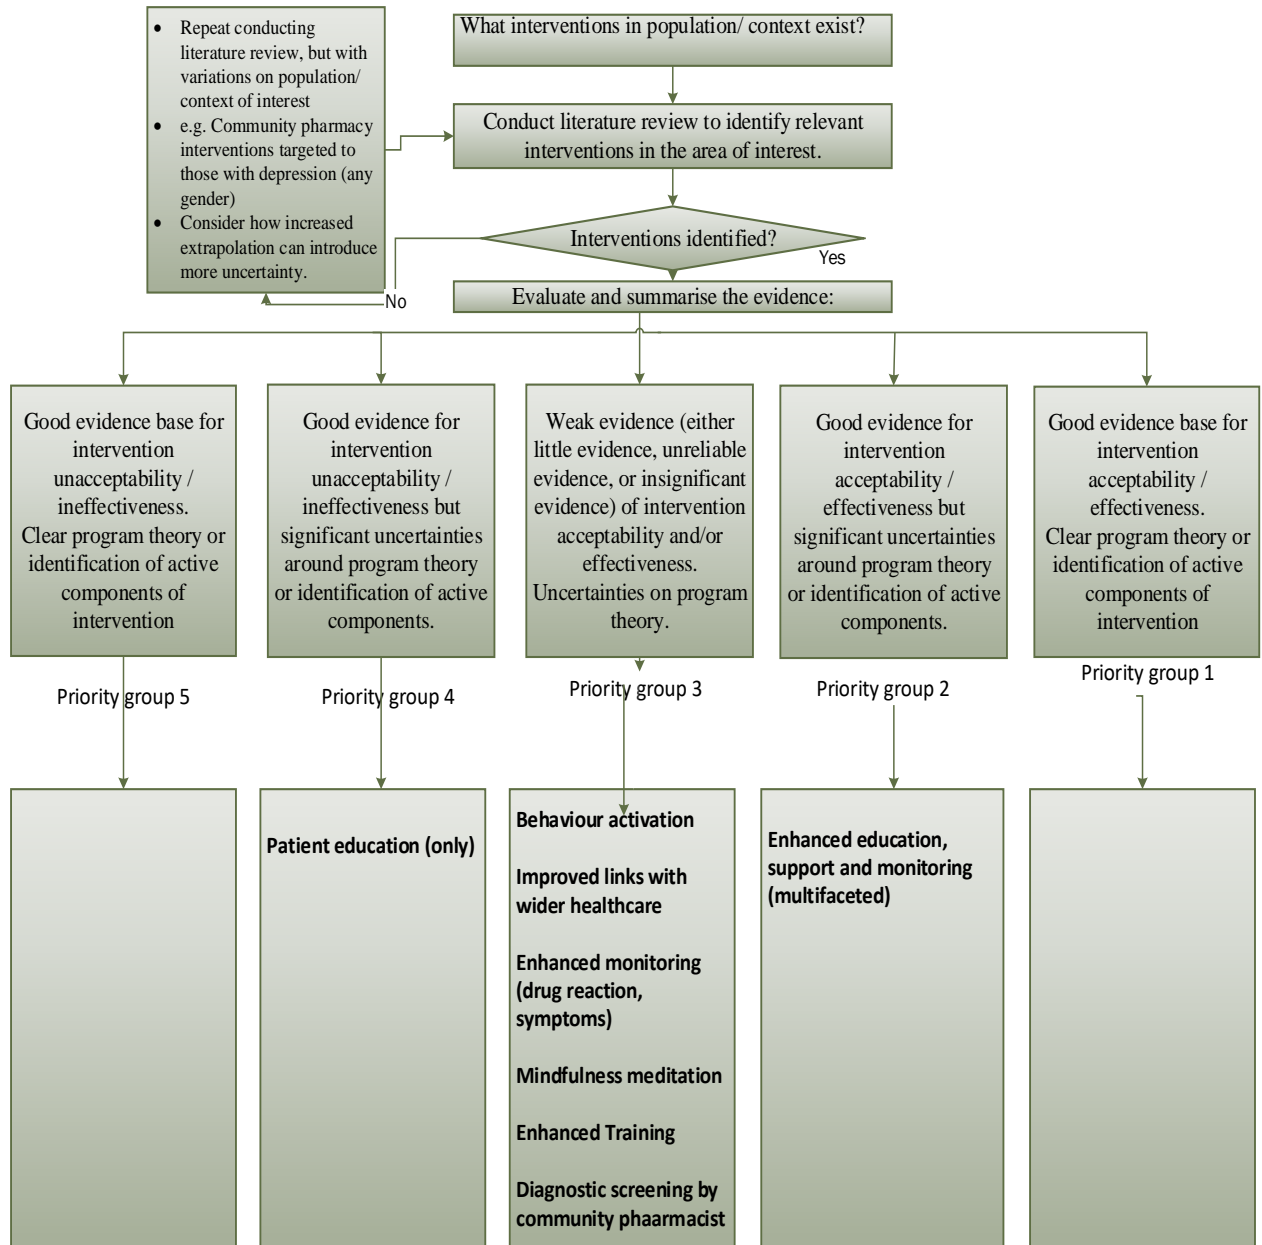 • Repeat conducting
literature review, but with
variations on population/
context of interest
• e.g. Community pharmacy
interventions targeted to
those with depression (any
gender)
• Consider how increased
extrapolation can introduce
more uncertainty.
What interventions in population/ context exist?
Conduct literature review to identify relevant
interventions in the area of interest.
Interventions identified?
Yes
No
Evaluate and summarise the evidence:
Good evidence base for
intervention
unacceptability /
ineffectiveness.
Clear program theory or
identification of active
components of
intervention
Good evidence for
intervention
unacceptability /
ineffectiveness but
significant uncertainties
around program theory
or identification of active
components.
Weak evidence (either
little evidence, unreliable
evidence, or insignificant
evidence) of intervention
acceptability and/or
effectiveness.
Uncertainties on program
theory.
Good evidence for
intervention
acceptability /
effectiveness but
significant uncertainties
around program theory
or identification of active
components.
Good evidence base for
intervention
acceptability /
effectiveness.
Clear program theory or
identification of active
components of
intervention
Priority group 5
Priority group 4
Priority group 3
Priority group 2
Priority group 1
Patient education (only)
Behaviour activation
Improved links with
wider healthcare
Enhanced monitoring
(drug reaction,
symptoms)
Mindfulness meditation
Enhanced Training
Diagnostic screening by
community phaarmacist
Enhanced education,
support and monitoring
(multifaceted)